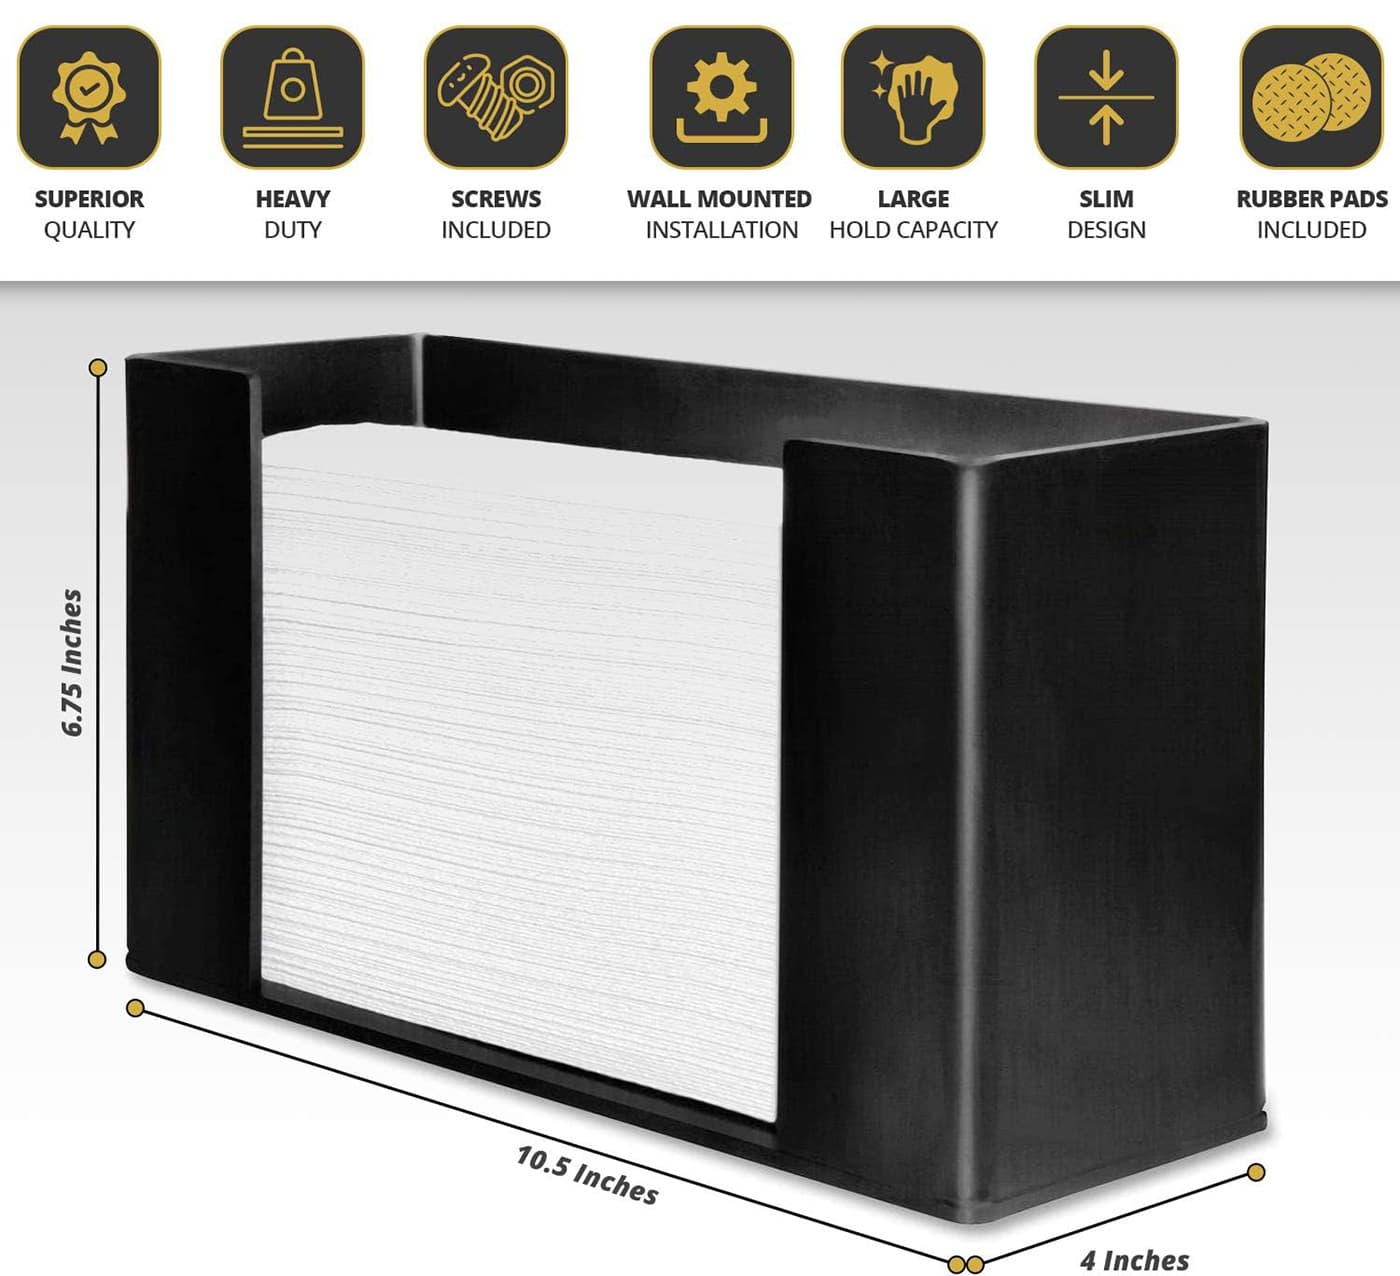 SUPERIOR
QUALITY
HEAVY
DUTY
SCREWS
INCLUDED
WALL MOUNTED
INSTALLATION
LARGE
HOLD CAPACITY
SLIM
DESIGN
RUBBER PADS
INCLUDED
6.75 Inches
10.5 Inches
4 Inches